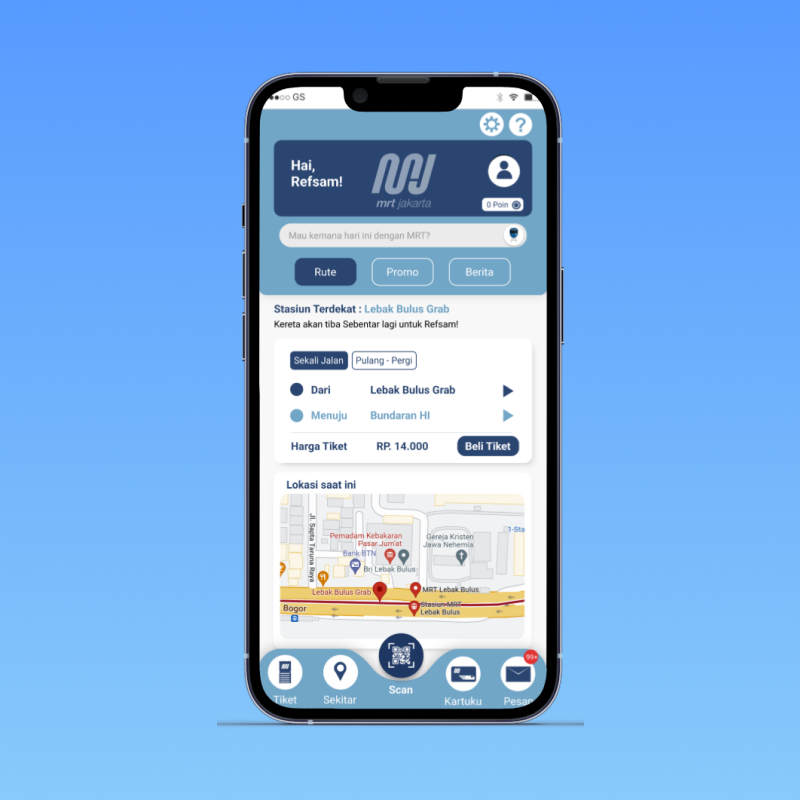 GS
Hai,
Refsam!
mrt jakarta
0 Poin
Mau kemana hari ini dengan MRT?
Rute
Promo
Berita
Stasiun Terdekat : Lebak Bulus Grab
Kereta akan tiba Sebentar lagi untuk Refsam!
Sekali Jalan
Pulang - Pergi
Dari
Lebak Bulus Grab
Menuju
Bundaran HI
Harga Tiket
RP. 14.000
Beli Tiket
Lokasi saat ini
Jl. Sapta Taruna Raya
1-Sta
Pemadam Kebakaran
Pasar Jum'at
Gereja Kristen
Jawa Nehemia
Bank BTN
Bri Lebak Bulus
Lebak Bulus Grab
MRT Lebak Bulus
Stasiun MRT
Lebak Bulus
Bogor
99+
Tiket
Sekitar
Scan
Kartuku
Pesan